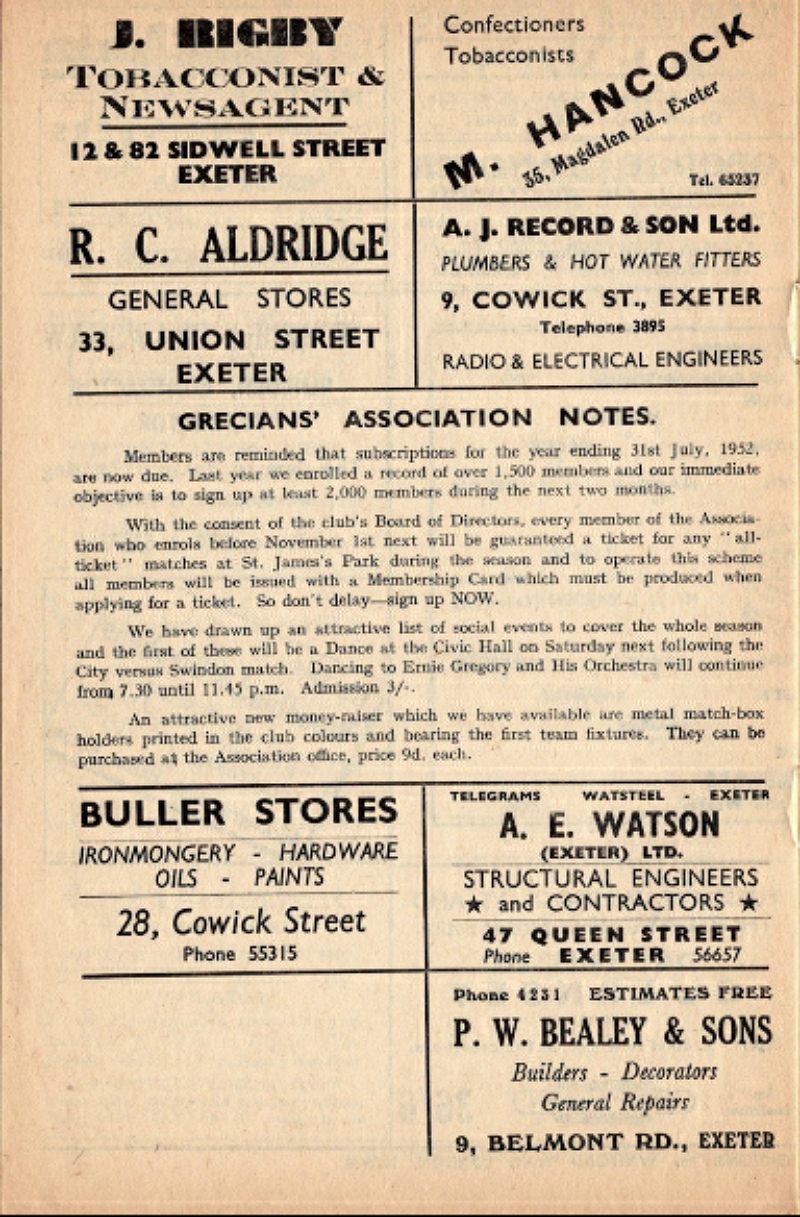 J. RIGBY
TOBACCONIST &
NEWSAGENT
12 & 82 SIDWELL STREET
EXETER
Confectioners
Tobacconists
M. HANCOCK
35, Magdalen Rd., Exeter
Tel. 65237
R. C. ALDRIDGE
GENERAL STORES
33, UNION STREET
EXETER
A. J. RECORD & SON Ltd.
PLUMBERS & HOT WATER FITTERS
9, COWICK ST., EXETER
Telephone 3895
RADIO & ELECTRICAL ENGINEERS
GRECIANS' ASSOCIATION NOTES.
Members are reminded that subscriptions for the year ending 31st July, 1952,
are now due. Last year we enrolled a record of over 1,500 members and our immediate
objective is to sign up at least 2,000 members during the next two months.
With the consent of the club's Board of Directors, every member of the Associa-
tion who enrols before November 1st next will be guaranteed a ticket for any "all-
ticket" matches at St. James's Park during the season and to operate this scheme
all members will be issued with a Membership Card which must be produced when
applying for a ticket. So don't delay—sign up NOW.
We have drawn up an attractive list of social events to cover the whole season
and the first of these will be a Dance at the Civic Hall on Saturday next following the
City versus Swindon match. Dancing to Ernie Gregory and His Orchestra will continue
from 7.30 until 11.45 p.m. Admission 3/-.
An attractive new money-raiser which we have available are metal match-box
holders printed in the club colours and bearing the first team fixtures. They can be
purchased at the Association office, price 9d. each.
BULLER STORES
IRONMONGERY - HARDWARE
OILS - PAINTS
28, Cowick Street
Phone 55315
TELEGRAMS WATSTEEL - EXETER
A. E. WATSON
(EXETER) LTD.
STRUCTURAL ENGINEERS
★ and CONTRACTORS ★
47 QUEEN STREET
Phone EXETER 56657
Phone 4231 ESTIMATES FREE
P. W. BEALEY & SONS
Builders - Decorators
General Repairs
9, BELMONT RD., EXETER